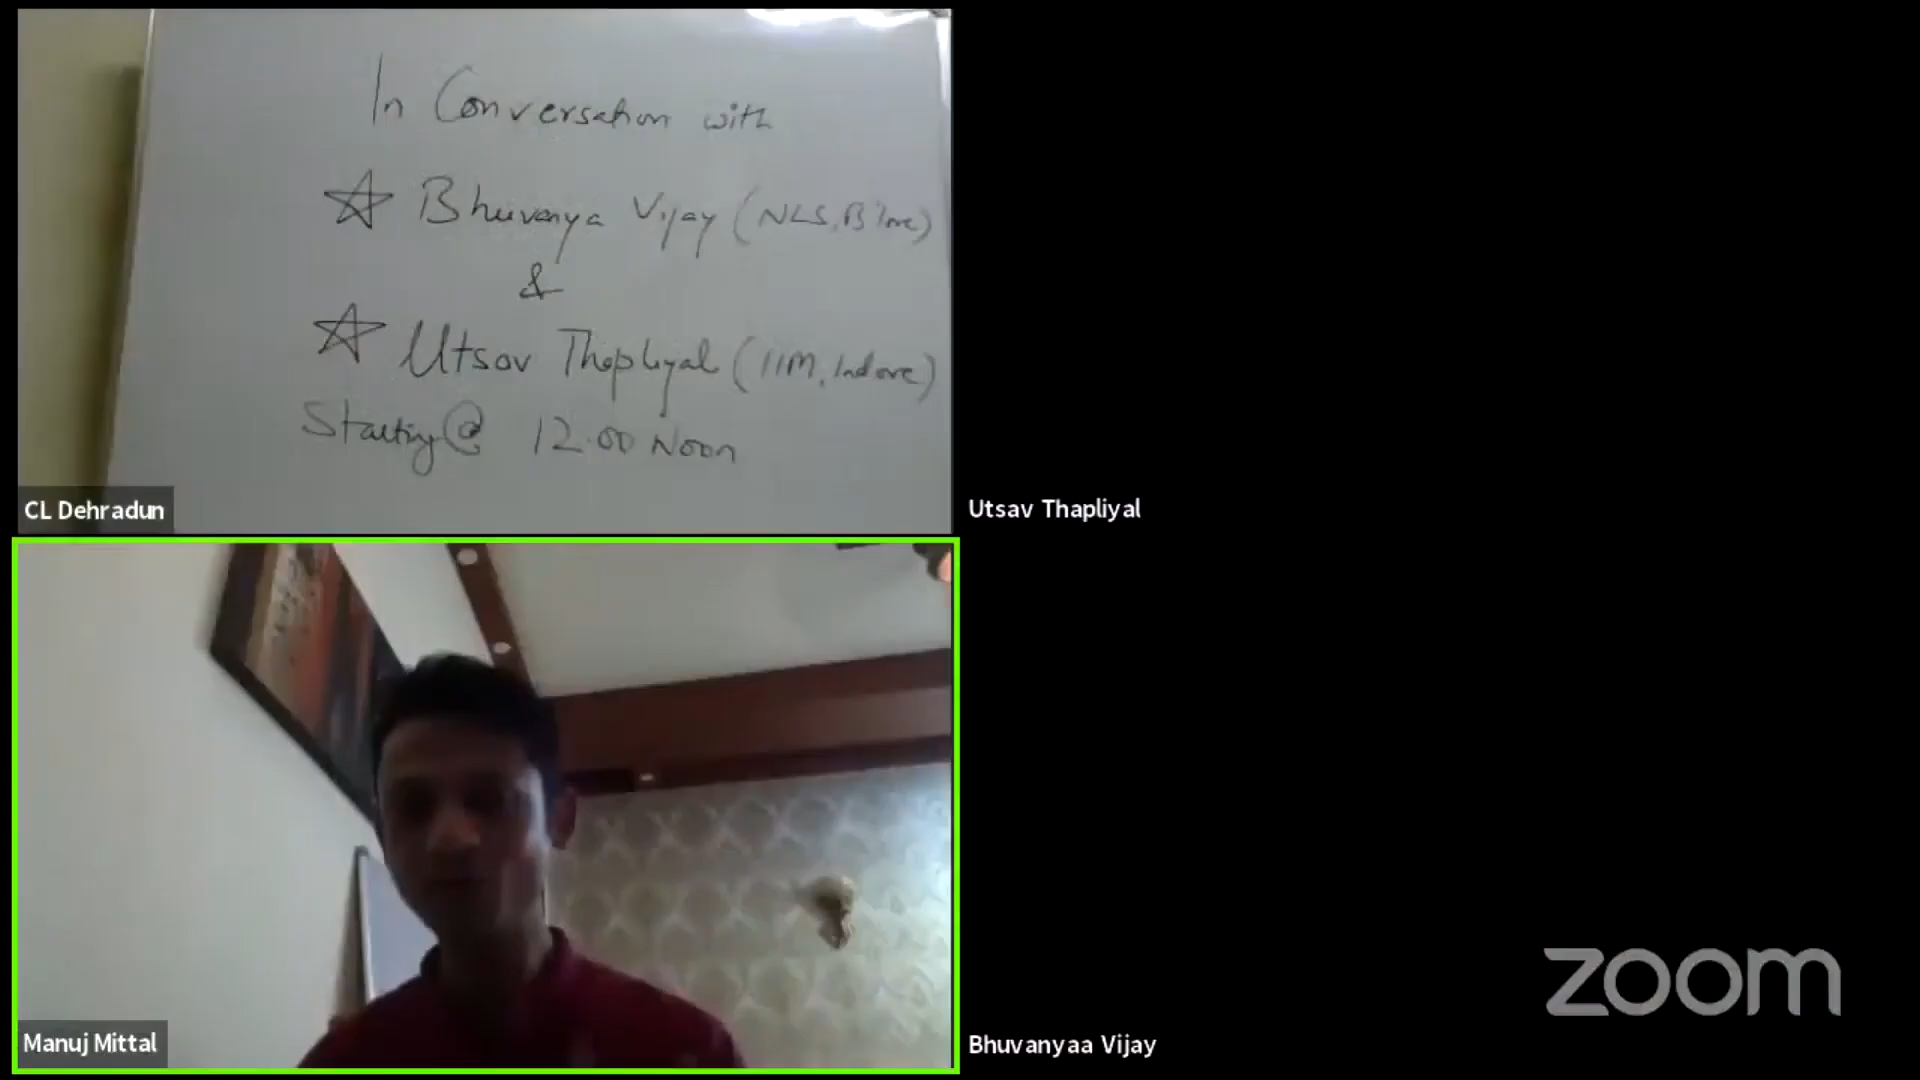 In Conversation with
☆ Bhuvanya Vijay (NLS, B'lore)
&
☆ Utsav Thapliyal (IIM, Indore)
Starting @ 12.00 Noon
CL Dehradun
Utsav Thapliyal
Manuj Mittal
Bhuvanyaa Vijay
zoom